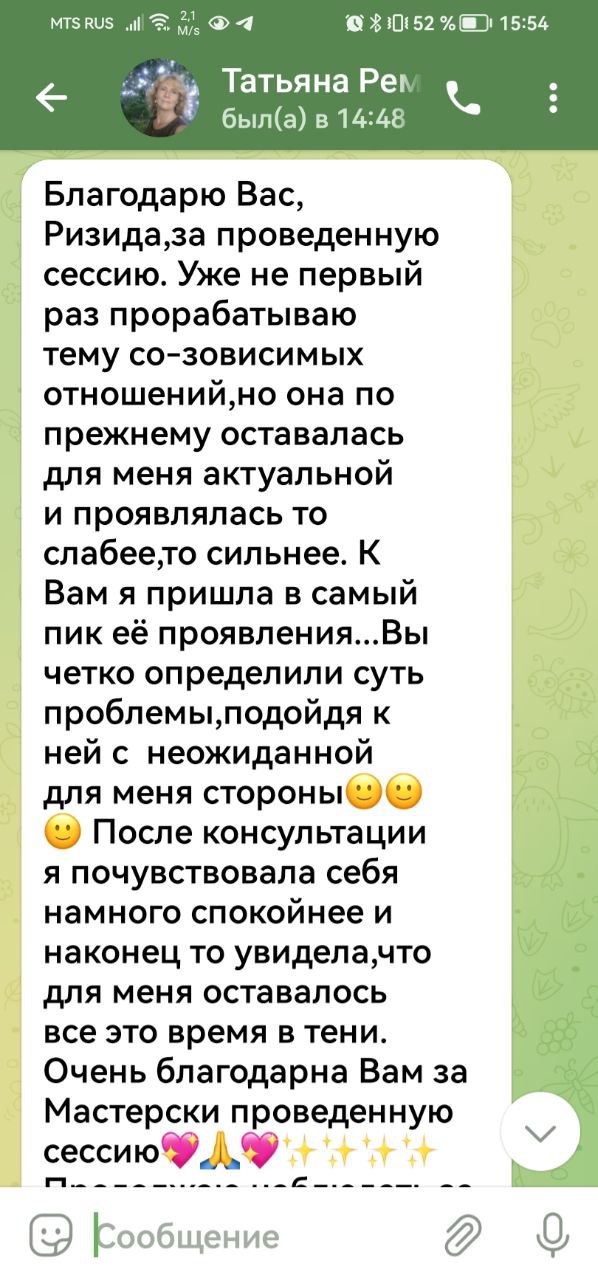 MTS RUS 2,1 M/s 52 % 15:54
Татьяна Рем
был(а) в 14:48
Благодарю Вас,
Ризида,за проведенную
сессию. Уже не первый
раз прорабатываю
тему со-зовисимых
отношений,но она по
прежнему оставалась
для меня актуальной
и проявлялась то
слабее,то сильнее. К
Вам я пришла в самый
пик её проявления...Вы
четко определили суть
проблемы,подойдя к
ней с  неожиданной
для меня стороны🙂🙂
🙂 После консультации
я почувствовала себя
намного спокойнее и
наконец то увидела,что
для меня оставалось
все это время в тени.
Очень благодарна Вам за
Мастерски проведенную
сессию💖🙏💖✨✨✨✨
Продолжаю наблюдать за
Сообщение